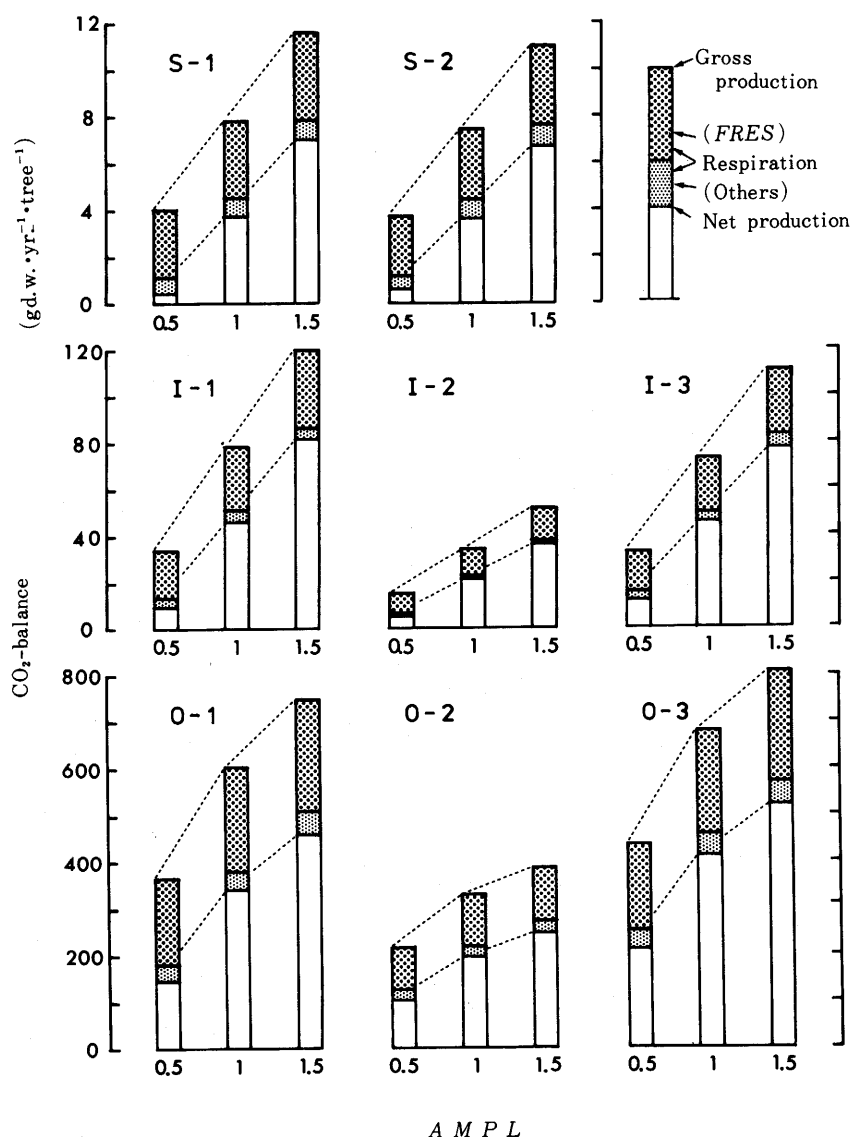 12
8
4
0
(gd.w.•yr.⁻¹•tree⁻¹)
S-1
0.5
1
1.5
S-2
0.5
1
1.5
Gross
production
(FRES)
Respiration
(Others)
Net production
120
80
40
0
I-1
0.5
1
1.5
I-2
0.5
1
1.5
I-3
0.5
1
1.5
CO₂-balance
800
600
400
200
0
O-1
0.5
1
1.5
O-2
0.5
1
1.5
O-3
0.5
1
1.5
AMPL